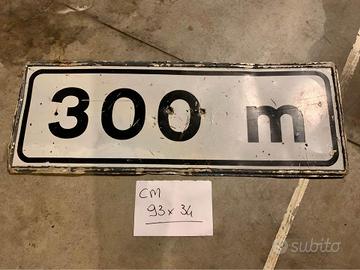 300 m
CM
93 x 34
subito